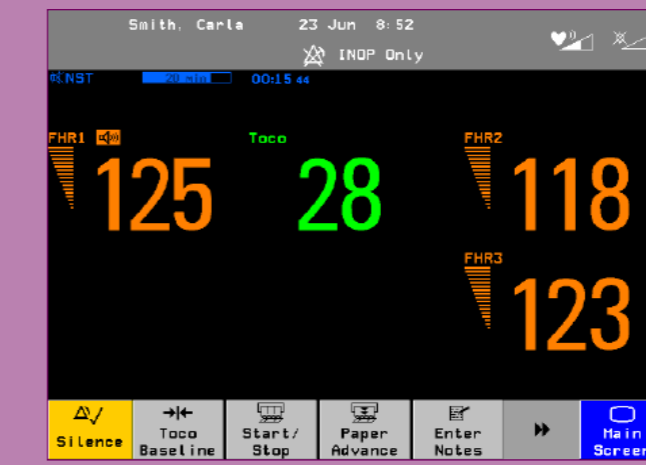 Smith, Carla 23 Jun 8:52
INOP Only
NST 20 min 00:15 44
FHR1 Toco FHR2
125 28 118
FHR3
123
Silence
Toco Baseline
Start/ Stop
Paper Advance
Enter Notes
Main Screen